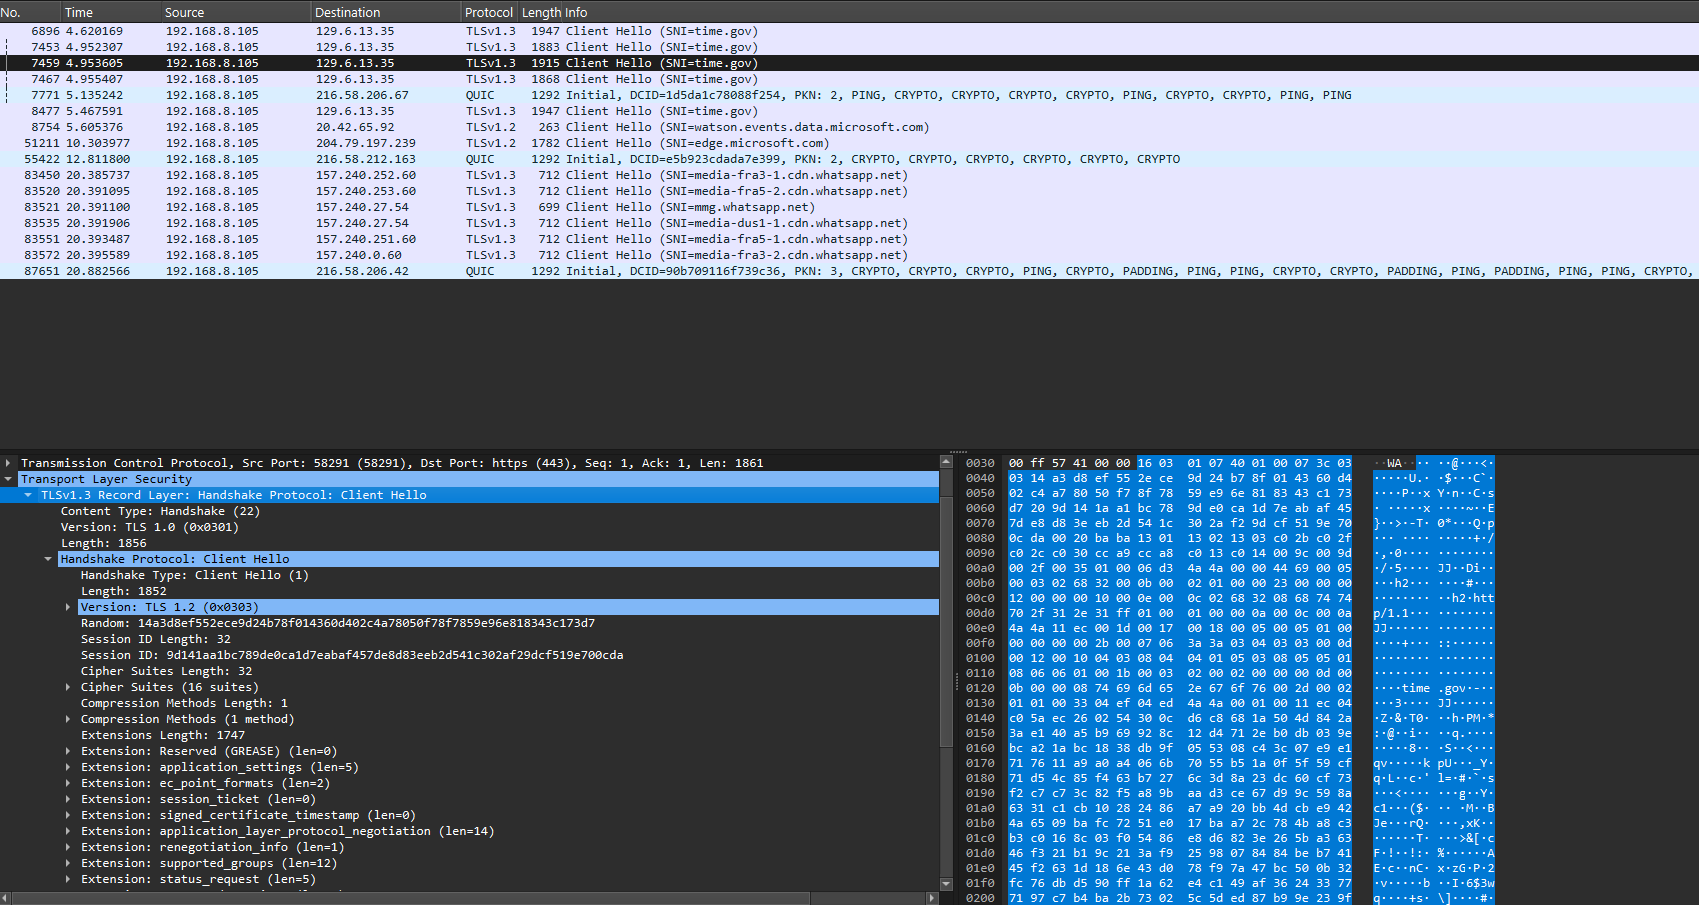 No. Time Source Destination Protocol Length Info
6896 4.620169 192.168.8.105 129.6.13.35 TLSv1.3 1947 Client Hello (SNI=time.gov)
7453 4.952307 192.168.8.105 129.6.13.35 TLSv1.3 1883 Client Hello (SNI=time.gov)
7459 4.953605 192.168.8.105 129.6.13.35 TLSv1.3 1915 Client Hello (SNI=time.gov)
7467 4.955407 192.168.8.105 129.6.13.35 TLSv1.3 1868 Client Hello (SNI=time.gov)
7771 5.135242 192.168.8.105 216.58.206.67 QUIC 1292 Initial, DCID=1d5da1c78088f254, PKN: 2, PING, CRYPTO, CRYPTO, CRYPTO, CRYPTO, PING, CRYPTO, CRYPTO, PING, PING
8477 5.467591 192.168.8.105 129.6.13.35 TLSv1.3 1947 Client Hello (SNI=time.gov)
8754 5.605376 192.168.8.105 20.42.65.92 TLSv1.2 263 Client Hello (SNI=watson.events.data.microsoft.com)
51211 10.303977 192.168.8.105 204.79.197.239 TLSv1.2 1782 Client Hello (SNI=edge.microsoft.com)
55422 12.811800 192.168.8.105 216.58.212.163 QUIC 1292 Initial, DCID=e5b923cdada7e399, PKN: 2, CRYPTO, CRYPTO, CRYPTO, CRYPTO, CRYPTO, CRYPTO
83450 20.385737 192.168.8.105 157.240.252.60 TLSv1.3 712 Client Hello (SNI=media-fra3-1.cdn.whatsapp.net)
83520 20.391095 192.168.8.105 157.240.253.60 TLSv1.3 712 Client Hello (SNI=media-fra5-2.cdn.whatsapp.net)
83521 20.391100 192.168.8.105 157.240.27.54 TLSv1.3 699 Client Hello (SNI=mmg.whatsapp.net)
83535 20.391906 192.168.8.105 157.240.27.54 TLSv1.3 712 Client Hello (SNI=media-dus1-1.cdn.whatsapp.net)
83551 20.393487 192.168.8.105 157.240.251.60 TLSv1.3 712 Client Hello (SNI=media-fra5-1.cdn.whatsapp.net)
83572 20.395589 192.168.8.105 157.240.0.60 TLSv1.3 712 Client Hello (SNI=media-fra3-2.cdn.whatsapp.net)
87651 20.882566 192.168.8.105 216.58.206.42 QUIC 1292 Initial, DCID=90b709116f739c36, PKN: 3, CRYPTO, CRYPTO, CRYPTO, PING, CRYPTO, PADDING, PING, PING, CRYPTO, CRYPTO, PADDING, PING, PADDING, PING, PING, CRYPTO,
Transmission Control Protocol, Src Port: 58291 (58291), Dst Port: https (443), Seq: 1, Ack: 1, Len: 1861
Transport Layer Security
TLSv1.3 Record Layer: Handshake Protocol: Client Hello
Content Type: Handshake (22)
Version: TLS 1.0 (0x0301)
Length: 1856
Handshake Protocol: Client Hello
Handshake Type: Client Hello (1)
Length: 1852
Version: TLS 1.2 (0x0303)
Random: 14a3d8ef552ece9d24b78f014360d402c4a78050f78f7859e96e818343c173d7
Session ID Length: 32
Session ID: 9d141aa1bc789de0ca1d7eabaf457de8d83eeb2d541c302af29dcf519e700cda
Cipher Suites Length: 32
Cipher Suites (16 suites)
Compression Methods Length: 1
Compression Methods (1 method)
Extensions Length: 1747
Extension: Reserved (GREASE) (len=0)
Extension: application_settings (len=5)
Extension: ec_point_formats (len=2)
Extension: session_ticket (len=0)
Extension: signed_certificate_timestamp (len=0)
Extension: application_layer_protocol_negotiation (len=14)
Extension: renegotiation_info (len=1)
Extension: supported_groups (len=12)
Extension: status_request (len=5)
0030 00 ff 57 41 00 00 16 03 01 07 40 01 00 07 3c 03 ··WA·· ·· ··@···<·
0040 03 14 a3 d8 ef 55 2e ce 9d 24 b7 8f 01 43 60 d4 ·····U.· ·$···C`·
0050 02 c4 a7 80 50 f7 8f 78 59 e9 6e 81 83 43 c1 73 ····P··x Y·n··C·s
0060 d7 20 9d 14 1a a1 bc 78 9d e0 ca 1d 7e ab af 45 · ·····x ····~··E
0070 7d e8 d8 3e eb 2d 54 1c 30 2a f2 9d cf 51 9e 70 }··>·-T· 0*···Q·p
0080 0c da 00 20 ba ba 13 01 13 02 13 03 c0 2b c0 2f ··· ···· ·····+·/
0090 c0 2c c0 30 cc a9 cc a8 c0 13 c0 14 00 9c 00 9d ·,·0···· ········
00a0 00 2f 00 35 01 00 06 d3 4a 4a 00 00 44 69 00 05 ·/·5···· JJ··Di··
00b0 00 03 02 68 32 00 0b 00 02 01 00 00 23 00 00 00 ···h2··· ····#···
00c0 12 00 00 00 10 00 0e 00 0c 02 68 32 08 68 74 74 ········ ··h2·htt
00d0 70 2f 31 2e 31 ff 01 00 01 00 00 0a 00 0c 00 0a p/1.1··· ········
00e0 4a 4a 11 ec 00 1d 00 17 00 18 00 05 00 05 01 00 JJ······ ········
00f0 00 00 00 00 2b 00 07 06 3a 3a 03 04 03 03 00 0d ····+··· ::······
0100 00 12 00 10 04 03 08 04 04 01 05 03 08 05 05 01 ········ ········
0110 08 06 06 01 00 1b 00 03 02 00 02 00 00 00 0d 00 ········ ········
0120 0b 00 00 08 74 69 6d 65 2e 67 6f 76 00 2d 00 02 ····time .gov·-··
0130 01 01 00 33 04 ef 04 ed 4a 4a 00 01 00 11 ec 04 ···3···· JJ······
0140 c0 5a ec 26 02 54 30 0c d6 c8 68 1a 50 4d 84 2a ·Z·&·T0· ··h·PM·*
0150 3a e1 40 a5 b9 69 92 8c 12 d4 71 2e b0 db 03 9e :·@··i·· ··q.····
0160 bc a2 1a bc 18 38 db 9f 05 53 08 c4 3c 07 e9 e1 ·····8·· ·S··<···
0170 71 76 11 a9 a0 a4 06 6b 70 55 b5 1a 0f 5f 59 cf qv·····k pU···_Y·
0180 71 d5 4c 85 f4 63 b7 27 6c 3d 8a 23 dc 60 cf 73 q·L··c·' l=·#·`·s
0190 f2 c7 c7 3c 82 f5 a8 9b aa d3 ce 67 d9 9c 59 8a ···<···· ···g··Y·
01a0 63 31 c1 cb 10 28 24 86 a7 a9 20 bb 4d cb e9 42 c1···($· ·· ·M··B
01b0 4a 65 09 ba fc 72 51 e0 17 ba a7 2c 78 4b a8 c3 Je···rQ· ···,xK··
01c0 b3 c0 16 8c 03 f0 54 86 e8 d6 82 3e 26 5b a3 63 ······T· ···>&[·c
01d0 46 f3 21 b1 9c 21 3a f9 25 98 07 84 84 be b7 41 F·!··!:· %······A
01e0 45 f2 63 1d 18 6e 43 d0 78 f9 7a 47 bc 50 0b 32 E·c··nC· x·zG·P·2
01f0 fc 76 db d5 90 ff 1a 62 e4 c1 49 af 36 24 33 77 ·v·····b ··I·6$3w
0200 71 97 c7 b4 ba 2b 73 02 5c 5d ed 87 b9 9e 23 9f q····+s· \]····#·